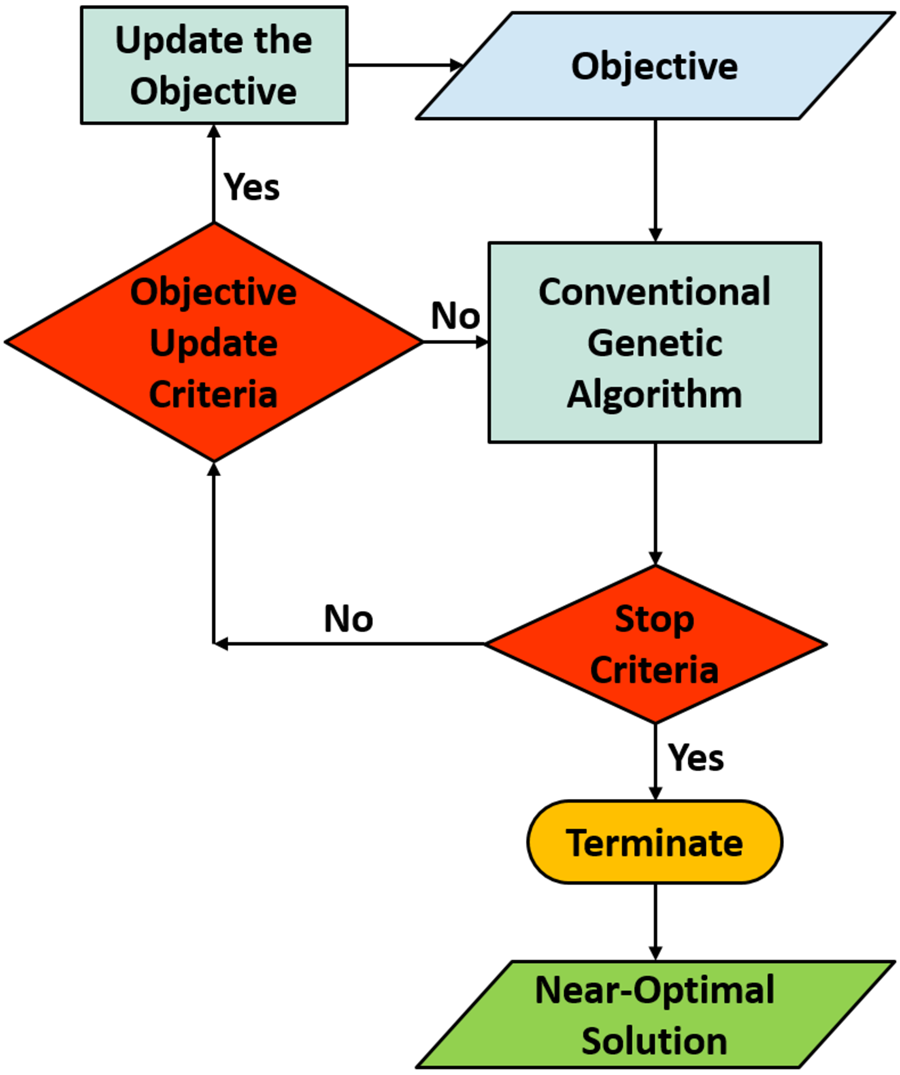 Update the
Objective
Objective
Yes
Objective
Update
Criteria
No
Conventional
Genetic
Algorithm
No
Stop
Criteria
Yes
Terminate
Near-Optimal
Solution